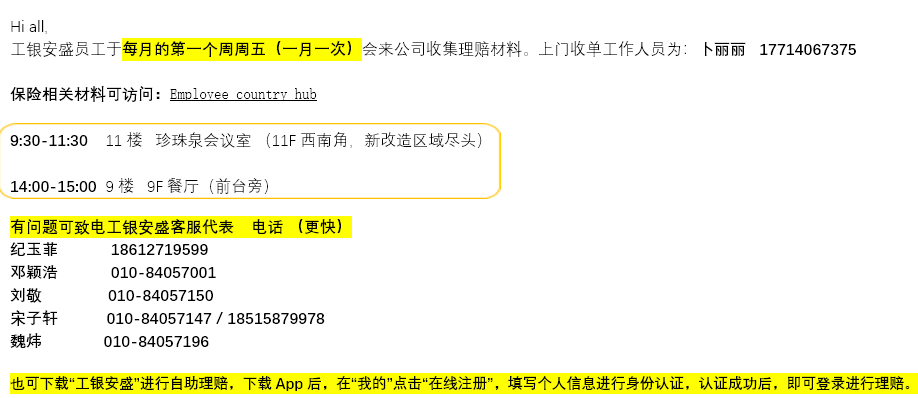 Hi all,
工银安盛员工于每月的第一个周周五（一月一次）会来公司收集理赔材料。上门收单工作人员为：卜丽丽 17714067375
保险相关材料可访问：Employee country hub
9:30-11:30 11 楼 珍珠泉会议室 （11F 西南角，新改造区域尽头）
14:00-15:00 9 楼 9F 餐厅（前台旁）
有问题可致电工银安盛客服代表 电话 （更快）
纪玉菲 18612719599
邓颖浩 010-84057001
刘敬 010-84057150
宋子轩 010-84057147 / 18515879978
魏炜 010-84057196
也可下载“工银安盛”进行自助理赔，下载 App 后，在“我的”点击“在线注册”，填写个人信息进行身份认证，认证成功后，即可登录进行理赔。